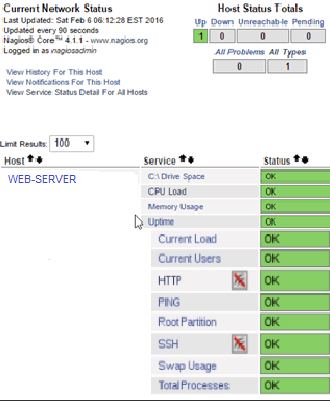 Current Network Status
Last Updated: Sat Feb 6 06:12:28 EST 2016
Updated every 90 seconds
Nagios® Core™ 4.1.1 - www.nagios.org
Logged in as nagiosadmin
View History For This Host
View Notifications For This Host
View Service Status Detail For All Hosts
Host Status Totals
Up Down Unreachable Pending
1 0 0 0
All Problems All Types
0 1
Limit Results: 100
Host Service Status
WEB-SERVER C:\ Drive Space OK
CPU Load OK
Memory Usage OK
Uptime OK
Current Load OK
Current Users OK
HTTP OK
PING OK
Root Partition OK
SSH OK
Swap Usage OK
Total Processes OK